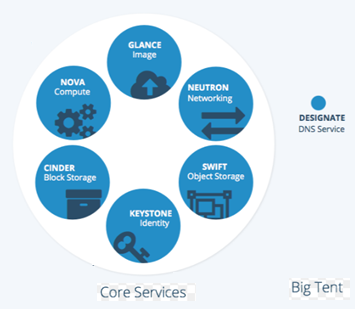 GLANCE
Image
NOVA
Compute
NEUTRON
Networking
DESIGNATE
DNS Service
CINDER
Block Storage
SWIFT
Object Storage
KEYSTONE
Identity
Core Services
Big Tent